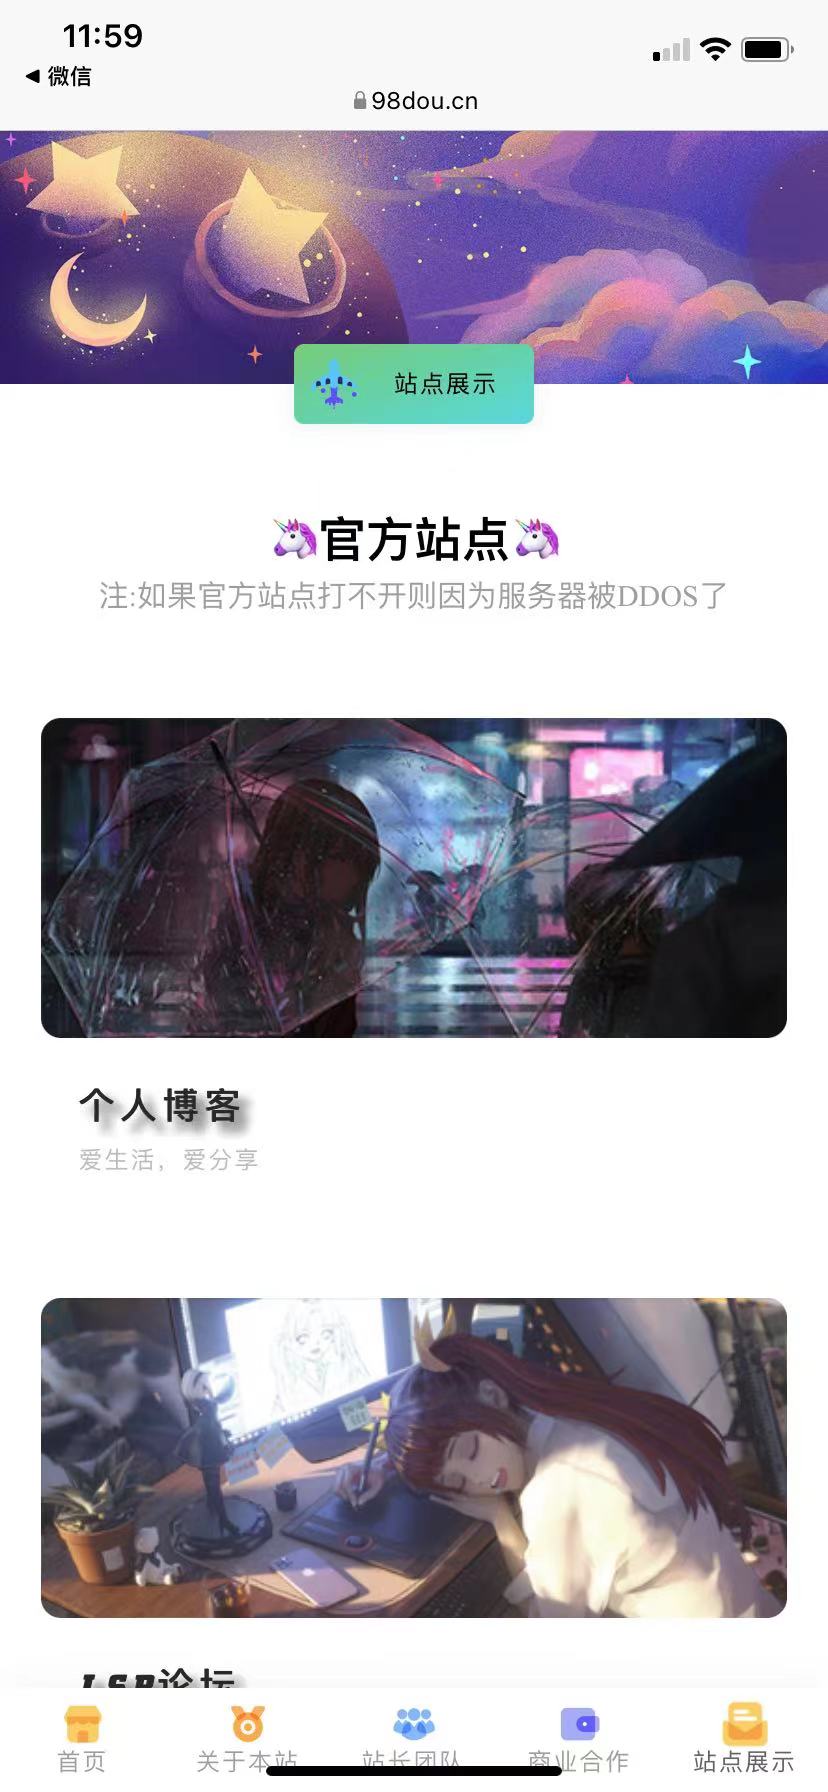 11:59
微信
98dou.cn
站点展示
官方站点
注:如果官方站点打不开则因为服务器被DDOS了
个人博客
爱生活，爱分享
LSP论坛
首页
关于本站
站长团队
商业合作
站点展示